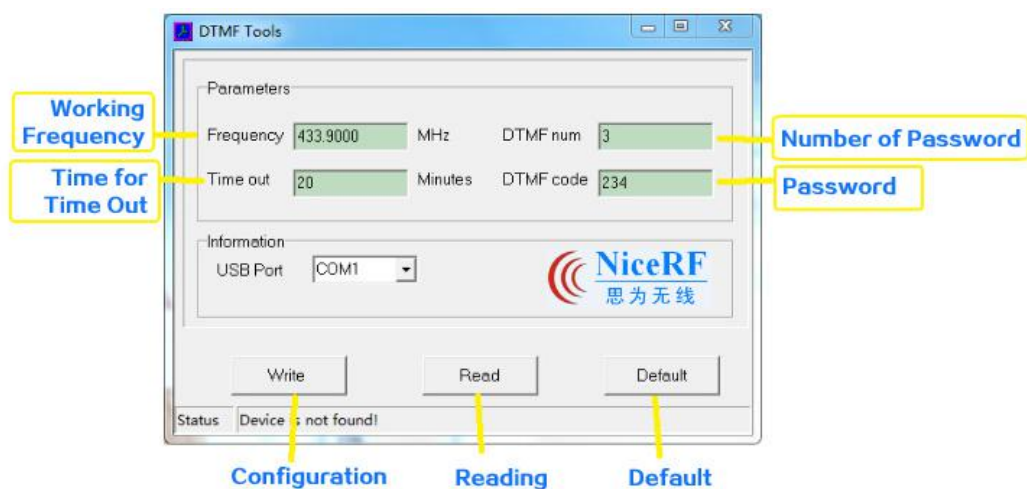 DTMF Tools
Parameters
Working
Frequency
Frequency 433.9000 MHz DTMF num 3
Number of Password
Time for
Time Out
Time out 20 Minutes DTMF code 234
Password
Information
USB Port COM1
NiceRF
思为无线
Write Read Default
Status Device is not found!
Configuration Reading Default